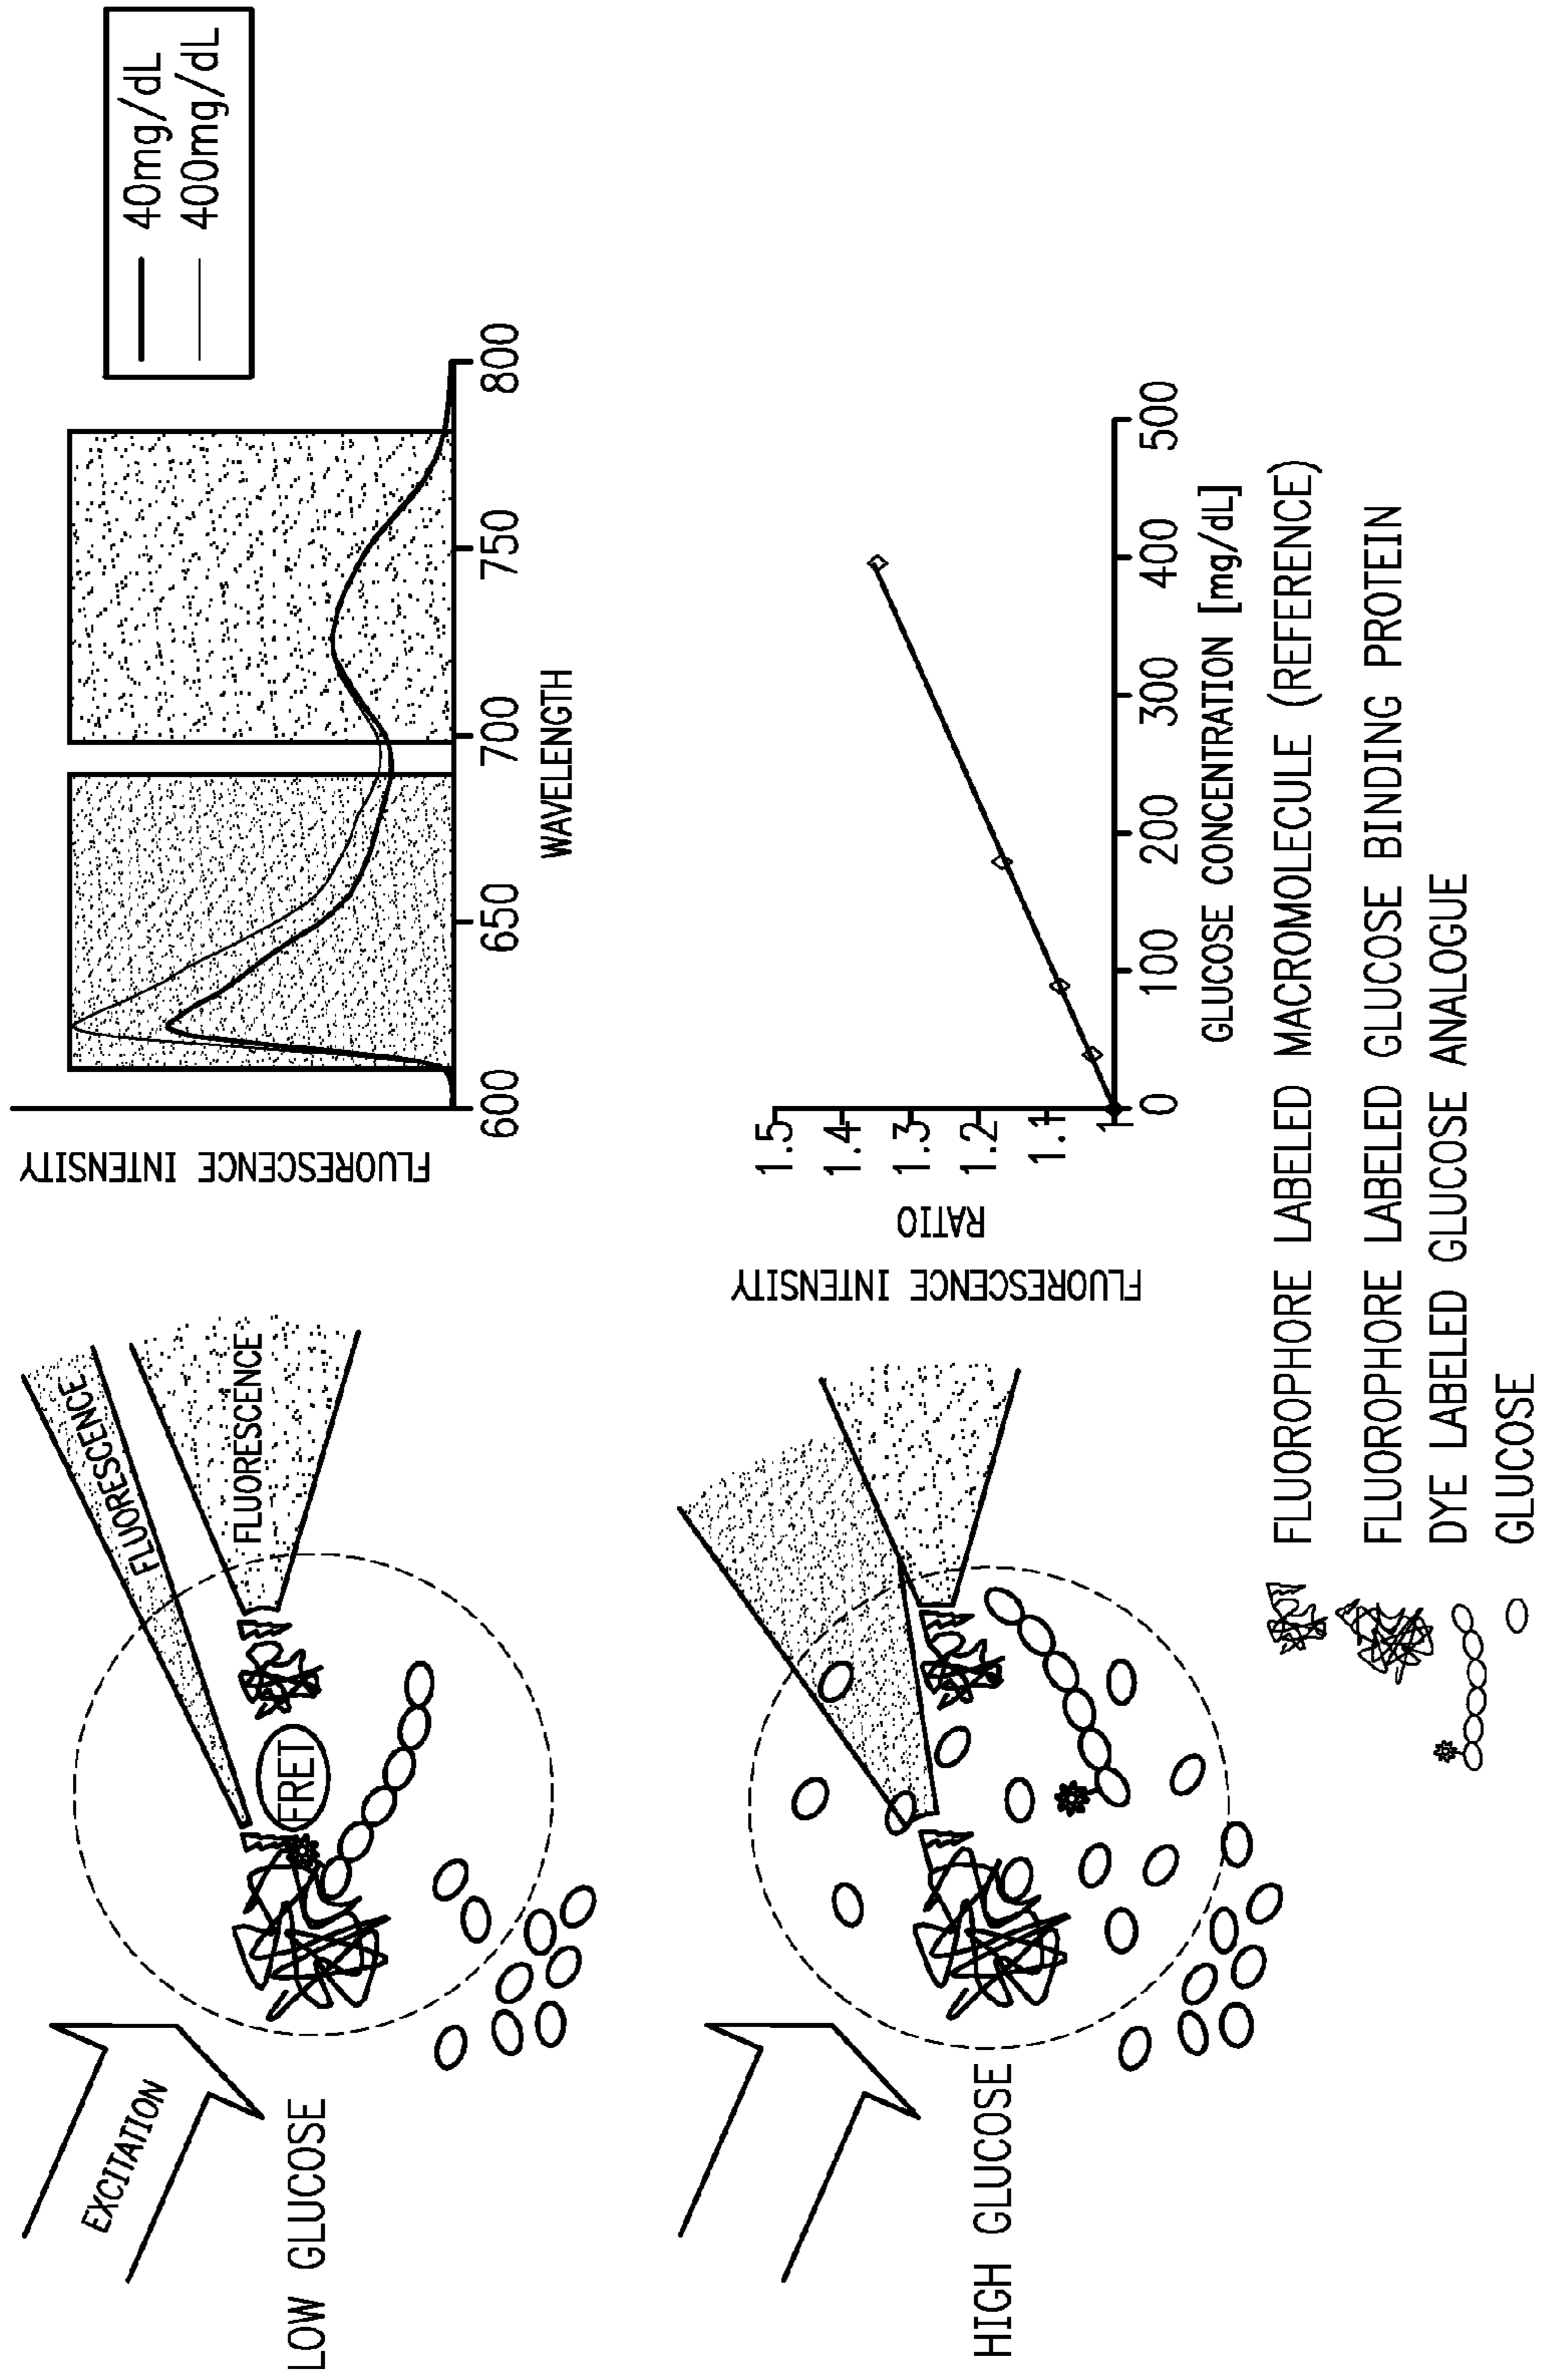 EXCITATION
LOW GLUCOSE
FRET
FLUORESCENCE
FLUORESCENCE
FLUORESCENCE INTENSITY
600
650
700
750
800
WAVELENGTH
40mg/dL
400mg/dL
HIGH GLUCOSE
FLUORESCENCE INTENSITY
RATIO
1.5
1.4
1.3
1.2
1.1
1
0
100
200
300
400
500
GLUCOSE CONCENTRATION [mg/dL]
FLUOROPHORE LABELED MACROMOLECULE (REFERENCE)
FLUOROPHORE LABELED GLUCOSE BINDING PROTEIN
DYE LABELED GLUCOSE ANALOGUE
GLUCOSE